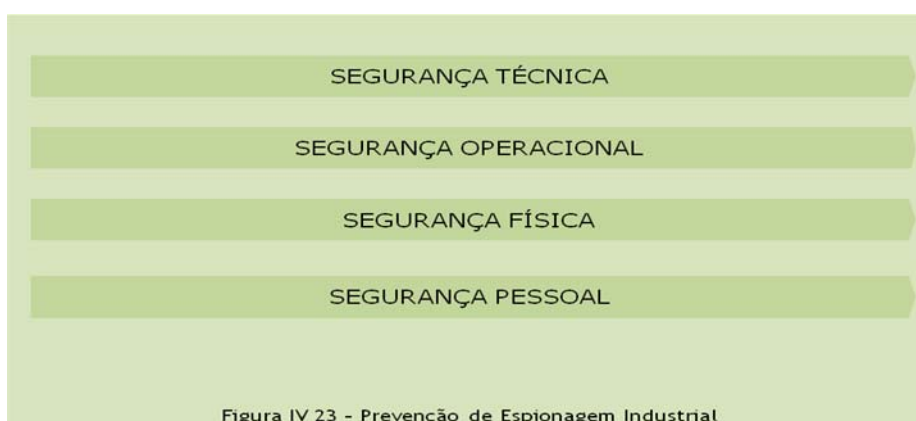 SEGURANÇA TÉCNICA
SEGURANÇA OPERACIONAL
SEGURANÇA FÍSICA
SEGURANÇA PESSOAL
Figura IV 23 - Prevenção de Espionagem Industrial